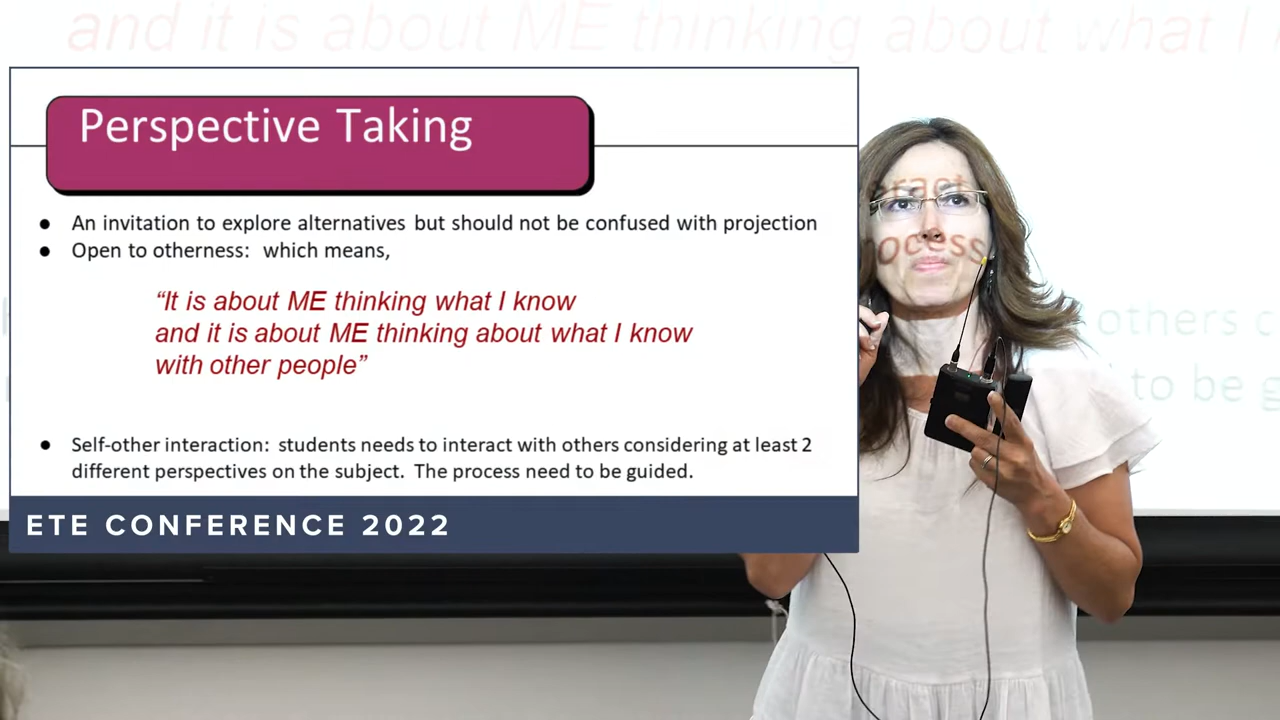 and it is about ME thinking about what I
Perspective Taking
● An invitation to explore alternatives but should not be confused with projection
● Open to otherness: which means,
“It is about ME thinking what I know
and it is about ME thinking about what I know
with other people”
● Self-other interaction: students needs to interact with others considering at least 2
different perspectives on the subject. The process need to be guided.
ETE CONFERENCE 2022
others
to be